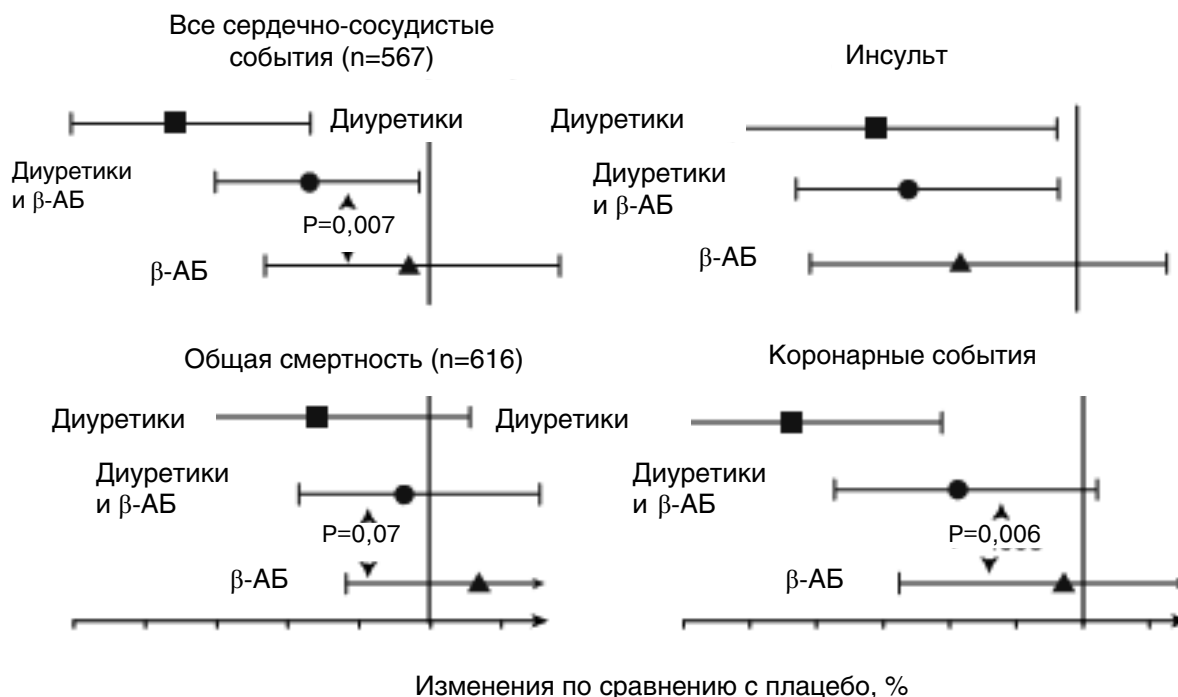 Все сердечно-сосудистые
события (n=567)
Диуретики
Диуретики
и β-АБ
P=0,007
β-АБ
Инсульт
Диуретики
Диуретики
и β-АБ
β-АБ
Общая смертность (n=616)
Диуретики
Диуретики
и β-АБ
P=0,07
β-АБ
Коронарные события
Диуретики
Диуретики
и β-АБ
P=0,006
β-АБ
Изменения по сравнению с плацебо, %